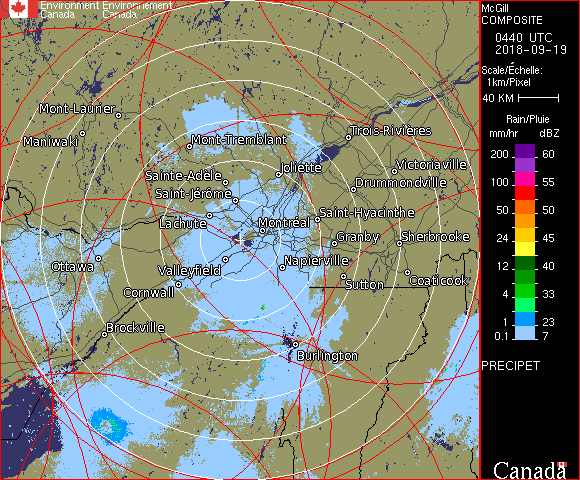 Environment Environnement
Canada Canada
McGill
COMPOSITE
0440 UTC
2018-09-19
Scale/Échelle:
1km/Pixel
40 KM
Rain/Pluie
mm/hr dBZ
200 60
100 55
50 50
24 45
12 40
4 33
1 23
0.1 7
PRECIPET
Mont-Laurier
Maniwaki
Mont-Tremblant
Trois-Rivières
Sainte-Adèle
Joliette
Victoriaville
Saint-Jérôme
Drummondville
Lachute
Montréal
Saint-Hyacinthe
Granby
Sherbrooke
Ottawa
Valleyfield
Napierville
Cornwall
Sutton
Coaticook
Brockville
Burlington
Canada